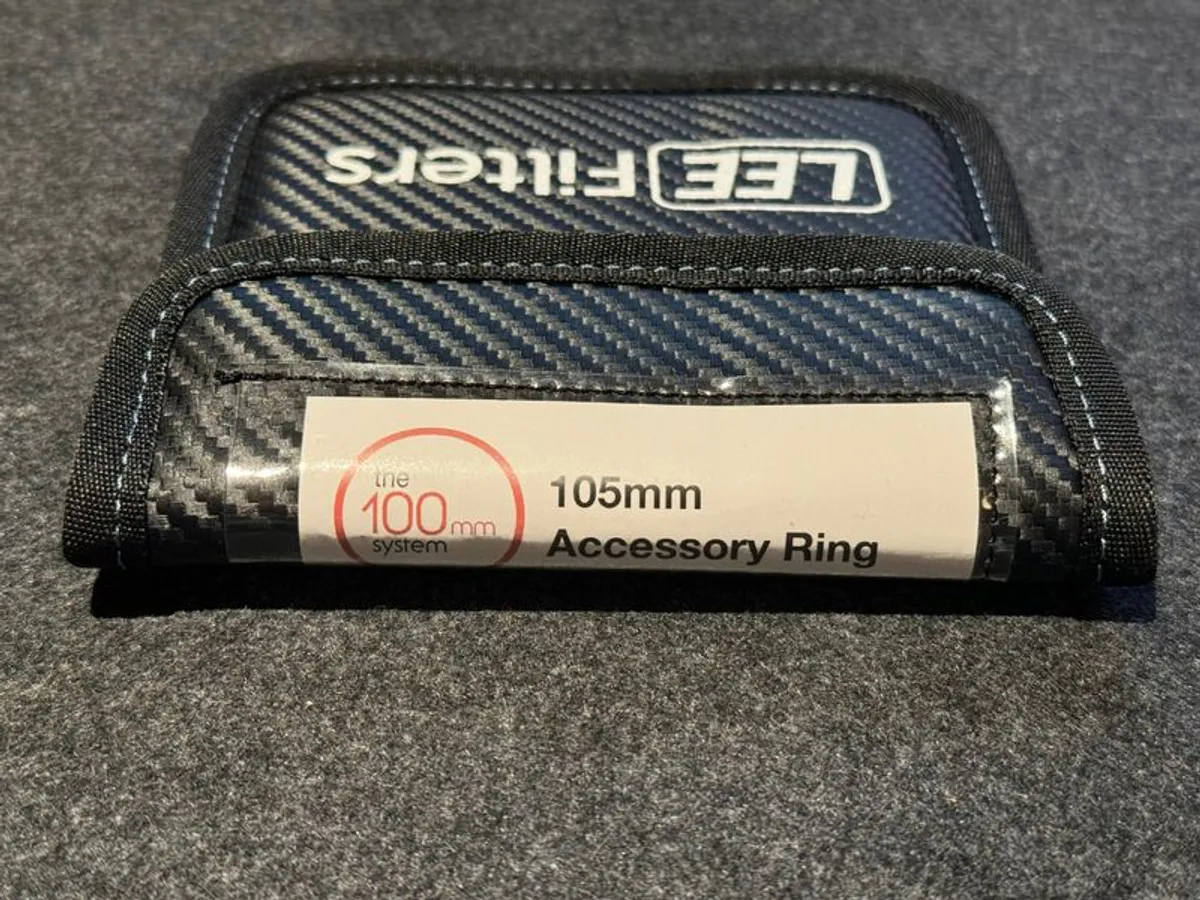 LEE Filters
the
100mm
system
105mm
Accessory Ring